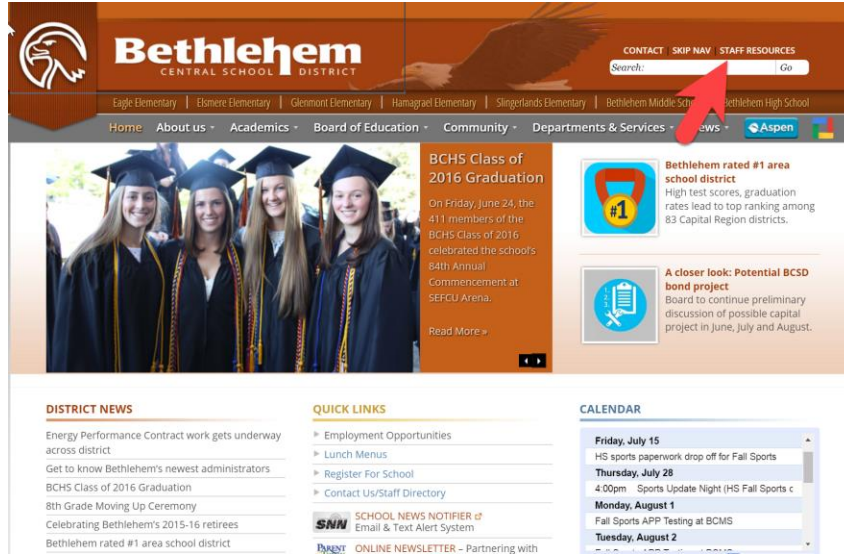 Bethlehem
CENTRAL SCHOOL DISTRICT
CONTACT | SKIP NAV | STAFF RESOURCES
Search: Go
Eagle Elementary | Elsmere Elementary | Glenmont Elementary | Hamagrael Elementary | Slingerlands Elementary | Bethlehem Middle Bethlehem High School
Home About us Academics Board of Education Community Departments & Services Aspen
BCHS Class of
2016 Graduation
On Friday, June 24, the
411 members of the
BCHS Class of 2016
celebrated the school's
84th Annual
Commencement at
SEFCU Arena.
Read More »
Bethlehem rated #1 area
school district
High test scores, graduation
rates lead to top ranking among
83 Capital Region districts.
#1
A closer look: Potential BCSD
bond project
Board to continue preliminary
discussion of possible capital
project in June, July and August.
1.
2.
3.
DISTRICT NEWS
Energy Performance Contract work gets underway
across district
Get to know Bethlehem's newest administrators
BCHS Class of 2016 Graduation
8th Grade Moving Up Ceremony
Celebrating Bethlehem's 2015-16 retirees
Bethlehem rated #1 area school district
QUICK LINKS
Employment Opportunities
Lunch Menus
Register For School
Contact Us/Staff Directory
SNN SCHOOL NEWS NOTIFIER
Email & Text Alert System
PARENT ONLINE NEWSLETTER – Partnering with
CALENDAR
Friday, July 15
HS sports paperwork drop off for Fall Sports
Thursday, July 28
4:00pm Sports Update Night (HS Fall Sports c
Monday, August 1
Fall Sports APP Testing at BCMS
Tuesday, August 2